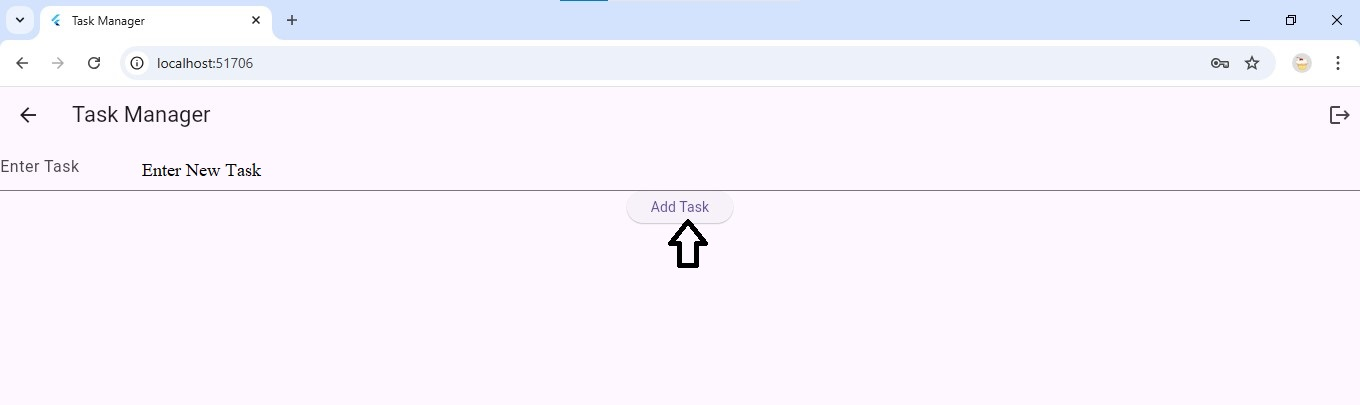 Task Manager
localhost:51706
Task Manager
Enter Task
Enter New Task
Add Task